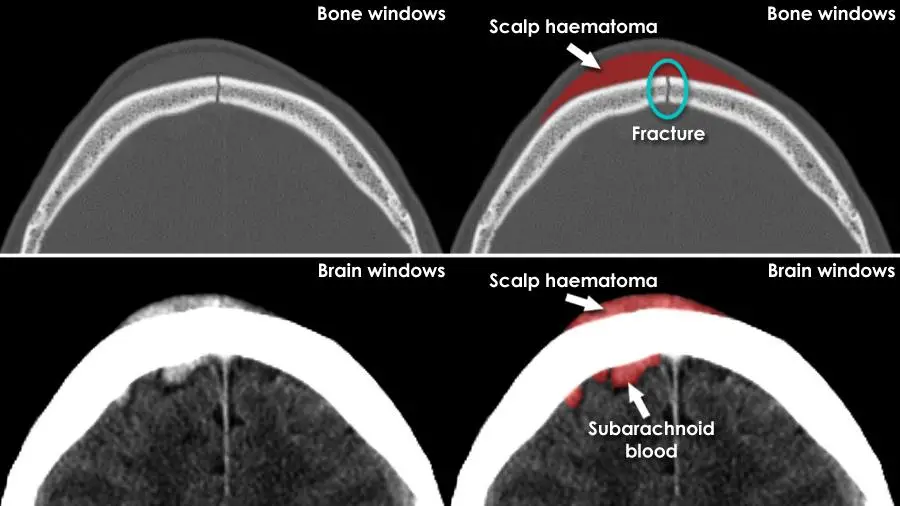 Bone windows
Bone windows
Scalp haematoma
Fracture
Brain windows
Brain windows
Scalp haematoma
Subarachnoid
blood